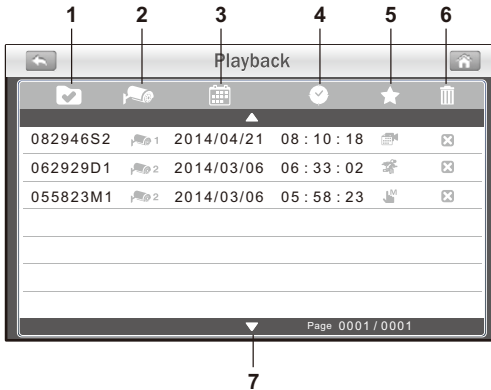 1 2 3 4 5 6
Playback
082946S2 1 2014/04/21 08 : 10 : 18
062929D1 2 2014/03/06 06 : 33 : 02
055823M1 2 2014/03/06 05 : 58 : 23 M
Page 0001 / 0001
7